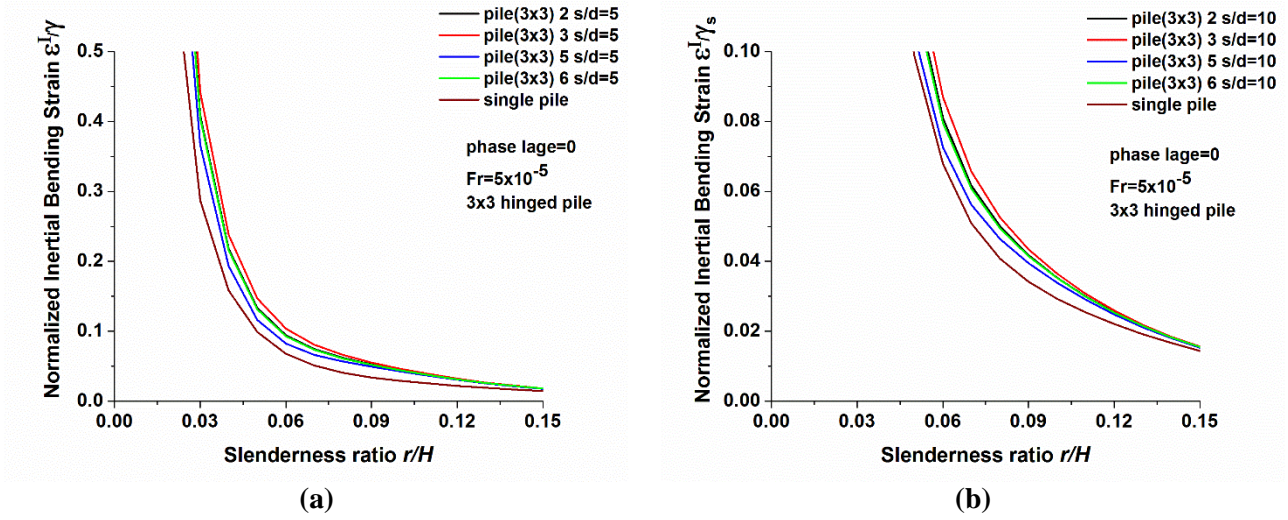 pile(3x3) 2 s/d=5
pile(3x3) 3 s/d=5
pile(3x3) 5 s/d=5
pile(3x3) 6 s/d=5
single pile
phase lage=0
Fr=5x10⁻⁵
3x3 hinged pile
Normalized Inertial Bending Strain εᴵ/γ
0.5
0.4
0.3
0.2
0.1
0.0
0.00 0.03 0.06 0.09 0.12 0.15
Slenderness ratio r/H
(a)
pile(3x3) 2 s/d=10
pile(3x3) 3 s/d=10
pile(3x3) 5 s/d=10
pile(3x3) 6 s/d=10
single pile
phase lage=0
Fr=5x10⁻⁵
3x3 hinged pile
Normalized Inertial Bending Strain εᴵ/γₛ
0.10
0.08
0.06
0.04
0.02
0.00
0.00 0.03 0.06 0.09 0.12 0.15
Slenderness ratio r/H
(b)